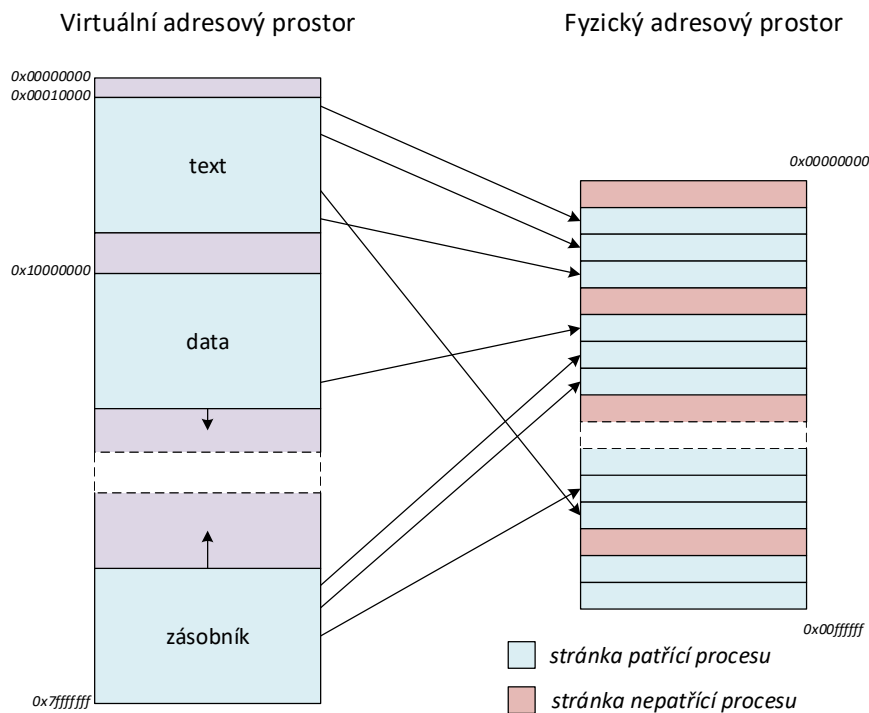 Virtuální adresový prostor
Fyzický adresový prostor
0x00000000
0x00010000
text
0x00000000
0x10000000
data
zásobník
0x00ffffff
stránka patřící procesu
0x7fffffff
stránka nepatřící procesu